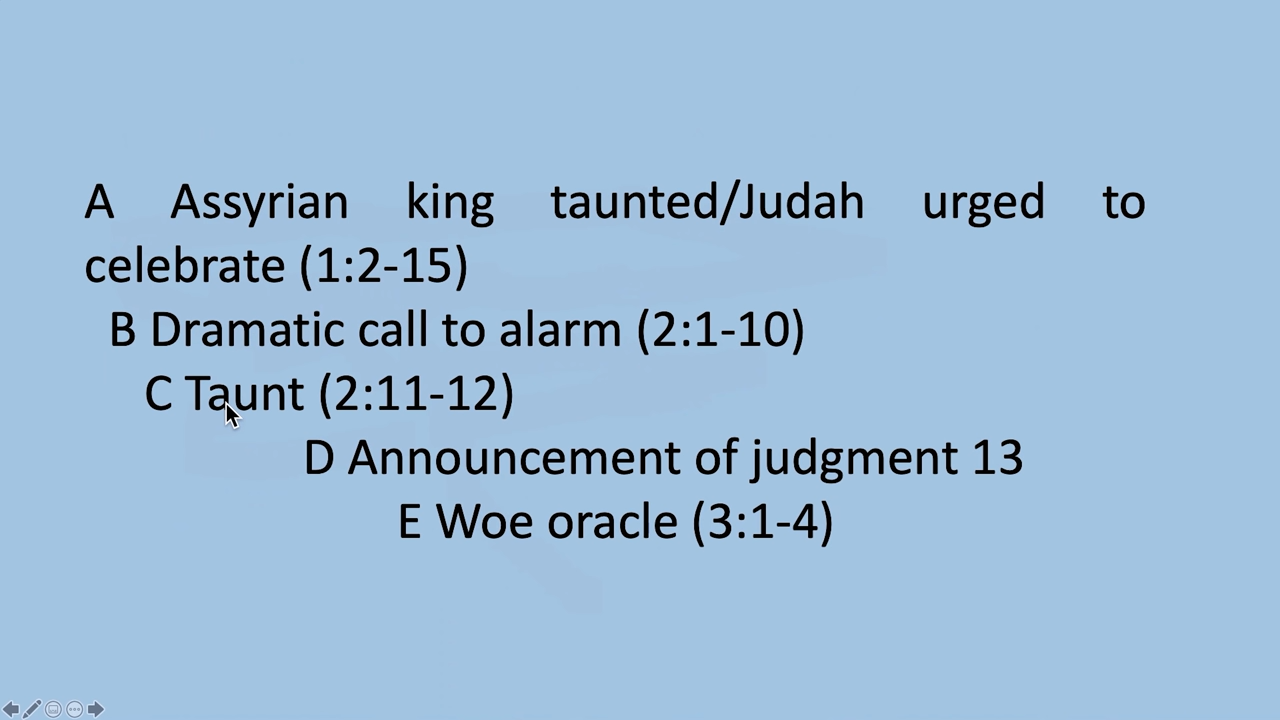 A Assyrian king taunted/Judah urged to
celebrate (1:2-15)
B Dramatic call to alarm (2:1-10)
C Taunt (2:11-12)
D Announcement of judgment 13
E Woe oracle (3:1-4)